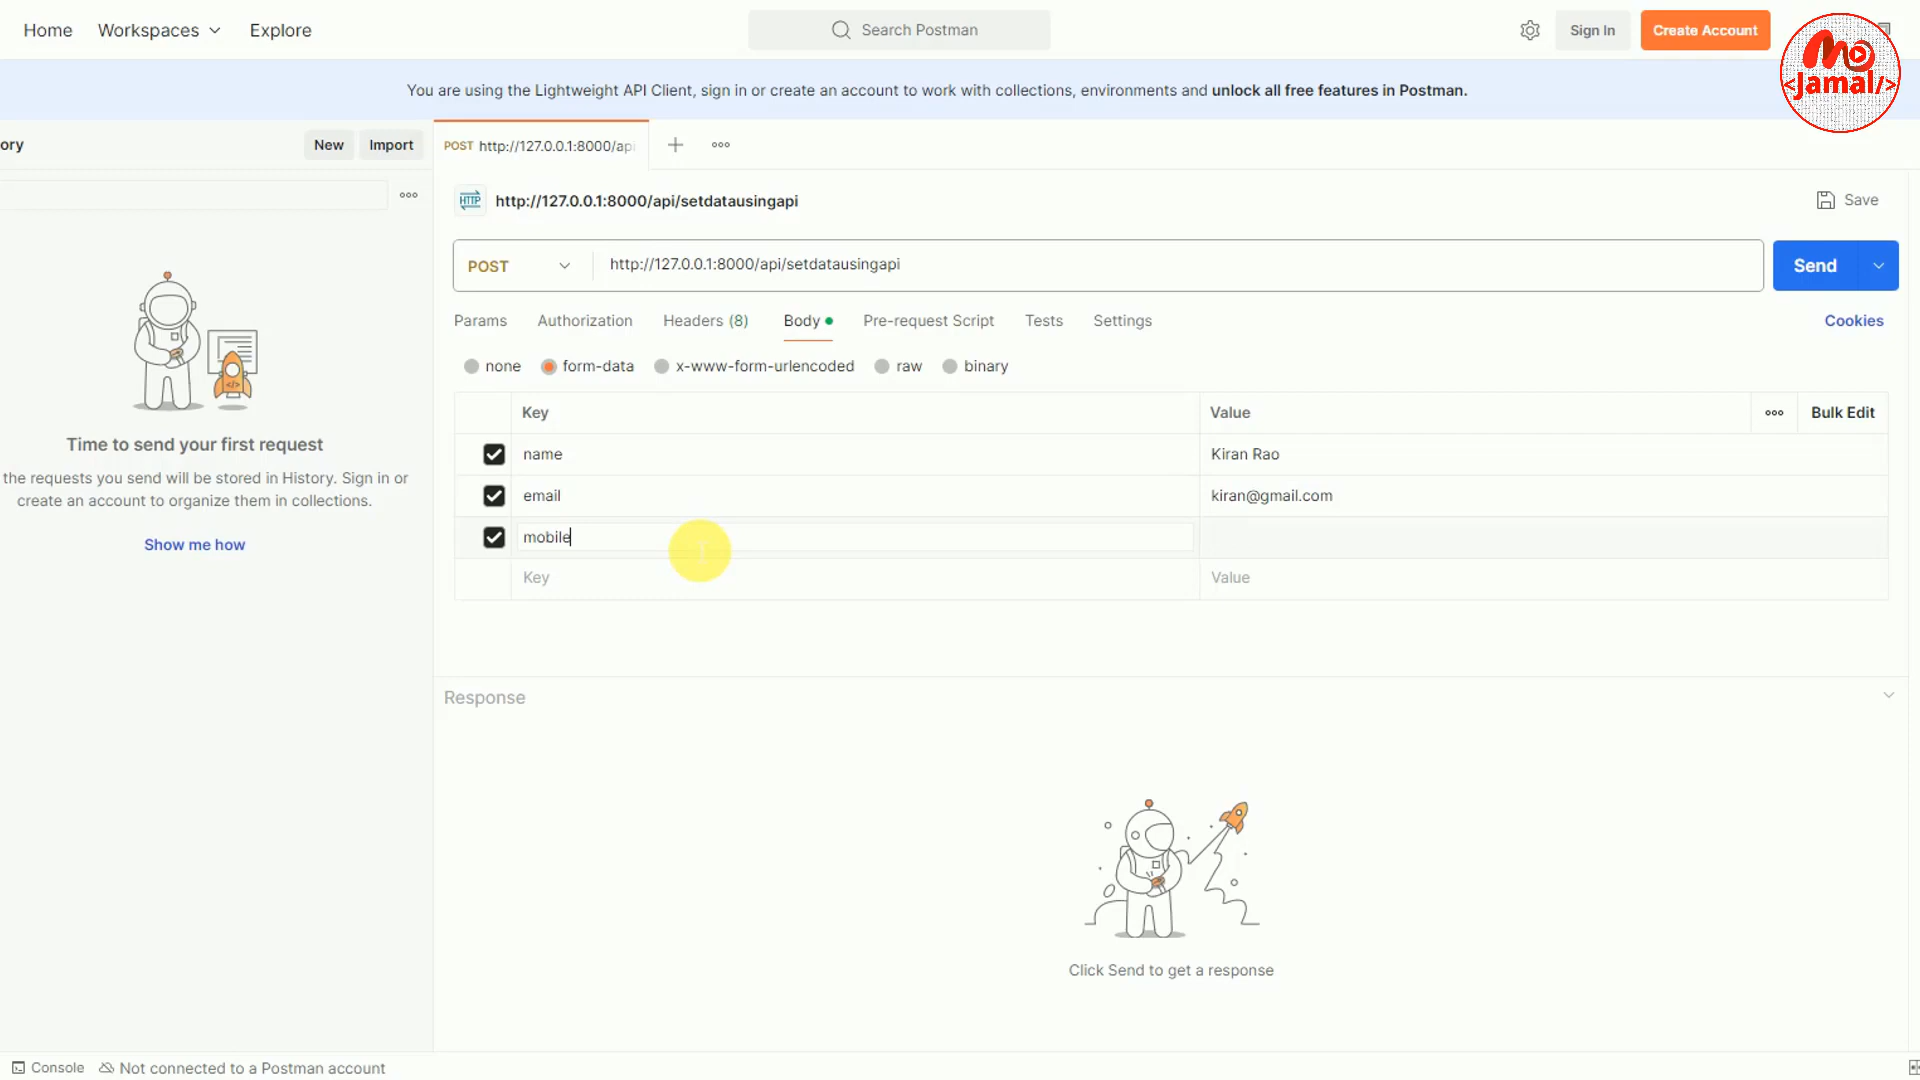 Home Workspaces Explore Search Postman Sign In Create Account
Mo
<Jamal/>
You are using the Lightweight API Client, sign in or create an account to work with collections, environments and unlock all free features in Postman.
ory New Import POST http://127.0.0.1:8000/api
HTTP http://127.0.0.1:8000/api/setdatausingapi Save
POST http://127.0.0.1:8000/api/setdatausingapi Send
Params Authorization Headers (8) Body Pre-request Script Tests Settings Cookies
none form-data x-www-form-urlencoded raw binary
Key Value Bulk Edit
name Kiran Rao
email kiran@gmail.com
mobile
Key Value
Time to send your first request
the requests you send will be stored in History. Sign in or
create an account to organize them in collections.
Show me how
Response
Click Send to get a response
Console Not connected to a Postman account